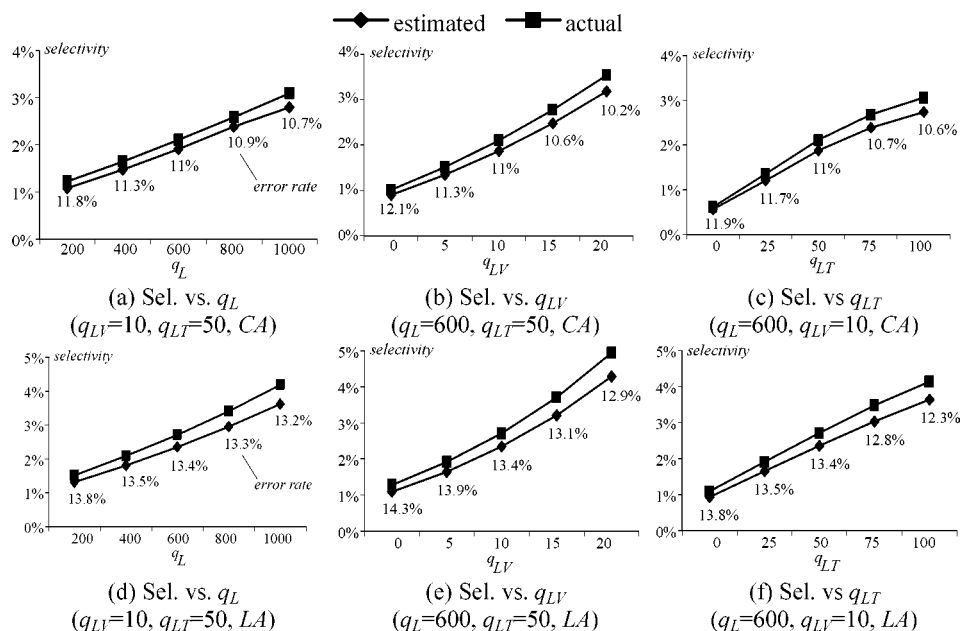 estimated actual
selectivity
4%
3%
2%
1%
0%
11.8%
11.3%
11%
10.9%
10.7%
error rate
200 400 600 800 1000
qL
(a) Sel. vs. qL
(qLV=10, qLT=50, CA)
selectivity
4%
3%
2%
1%
0%
12.1%
11.3%
11%
10.6%
10.2%
0 5 10 15 20
qLV
(b) Sel. vs. qLV
(qL=600, qLT=50, CA)
selectivity
4%
3%
2%
1%
0%
11.9%
11.7%
11%
10.7%
10.6%
0 25 50 75 100
qLT
(c) Sel. vs qLT
(qL=600, qLV=10, CA)
selectivity
5%
4%
3%
2%
1%
0%
13.8%
13.5%
13.4%
13.3%
13.2%
error rate
200 400 600 800 1000
qL
(d) Sel. vs. qL
(qLV=10, qLT=50, LA)
selectivity
5%
4%
3%
2%
1%
0%
14.3%
13.9%
13.4%
13.1%
12.9%
0 5 10 15 20
qLV
(e) Sel. vs. qLV
(qL=600, qLT=50, LA)
selectivity
5%
4%
3%
2%
1%
0%
13.8%
13.5%
13.4%
12.8%
12.3%
0 25 50 75 100
qLT
(f) Sel. vs qLT
(qL=600, qLV=10, LA)